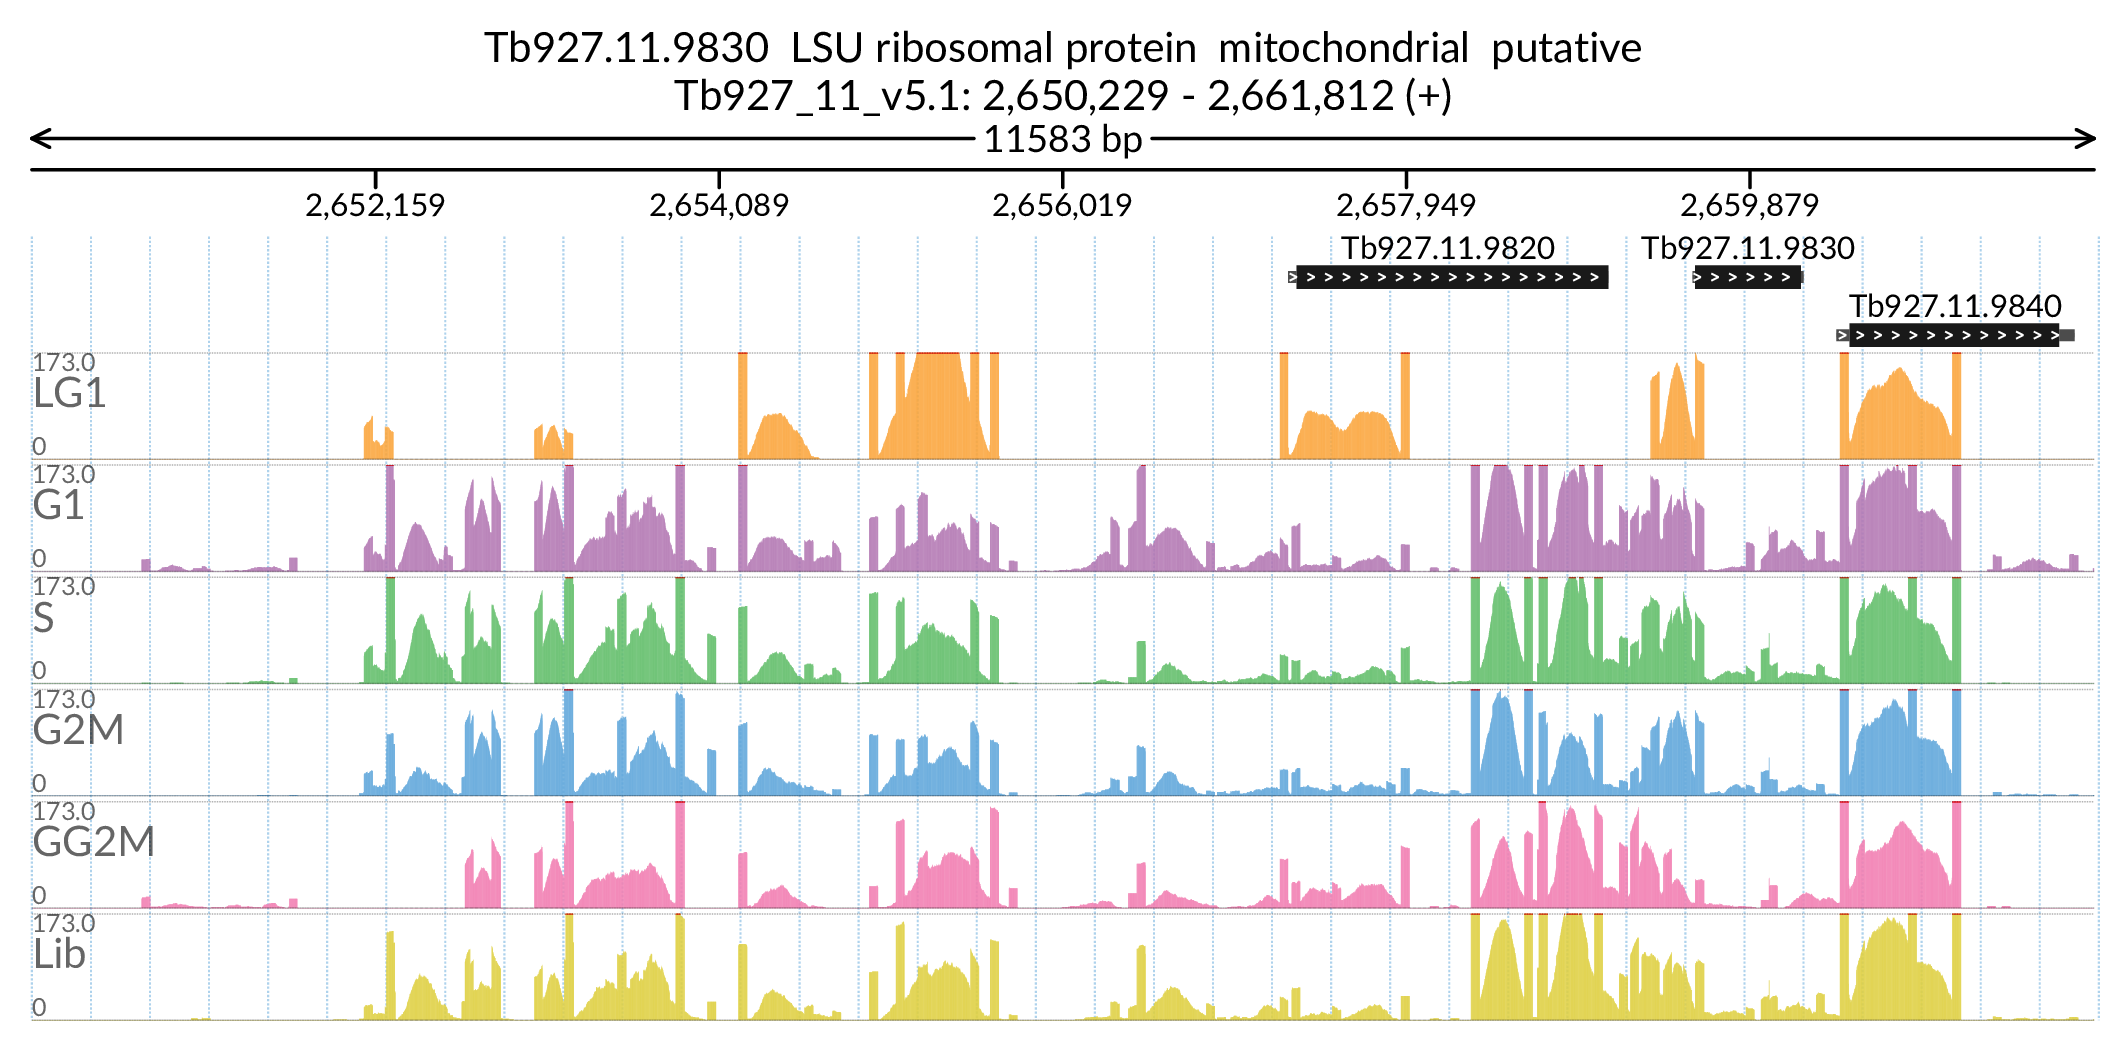 Tb927.11.9830 LSU ribosomal protein mitochondrial putative
Tb927_11_v5.1: 2,650,229 - 2,661,812 (+)
11583 bp
2,652,159 2,654,089 2,656,019 2,657,949 2,659,879
Tb927.11.9820 Tb927.11.9830
Tb927.11.9840
173.0
LG1
0
173.0
G1
0
173.0
S
0
173.0
G2M
0
173.0
GG2M
0
173.0
Lib
0